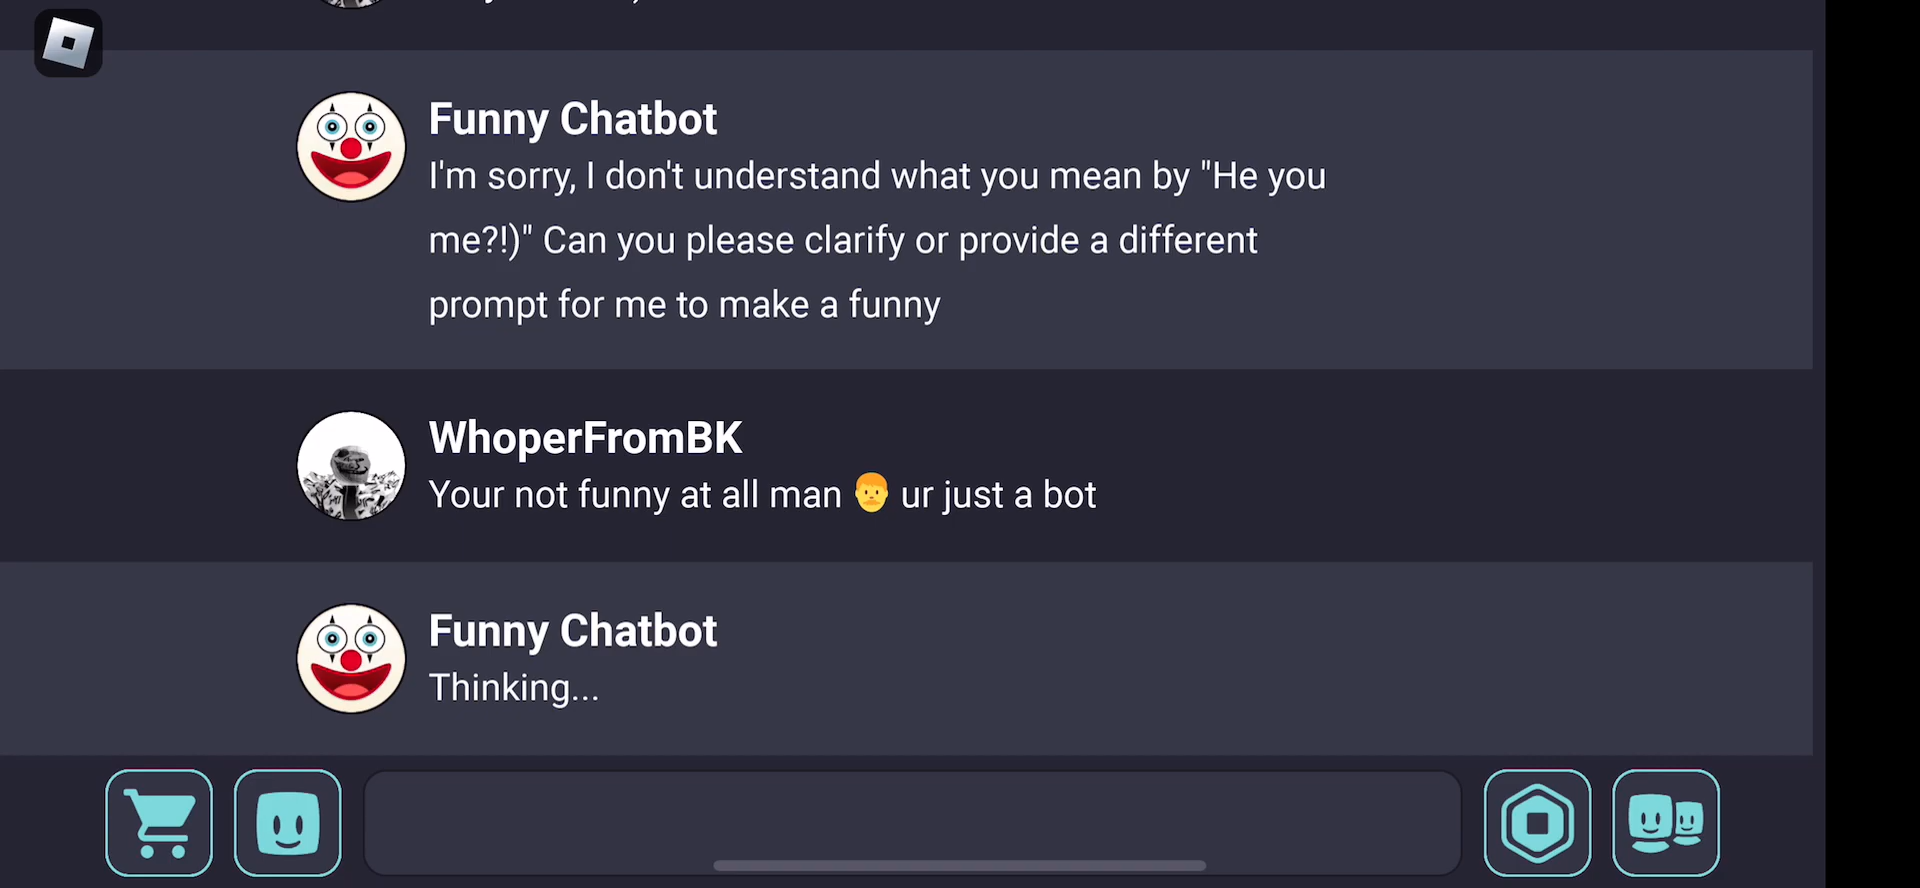 Funny Chatbot
I'm sorry, I don't understand what you mean by "He you
me?!)" Can you please clarify or provide a different
prompt for me to make a funny
WhoperFromBK
Your not funny at all man 👨 ur just a bot
Funny Chatbot
Thinking...